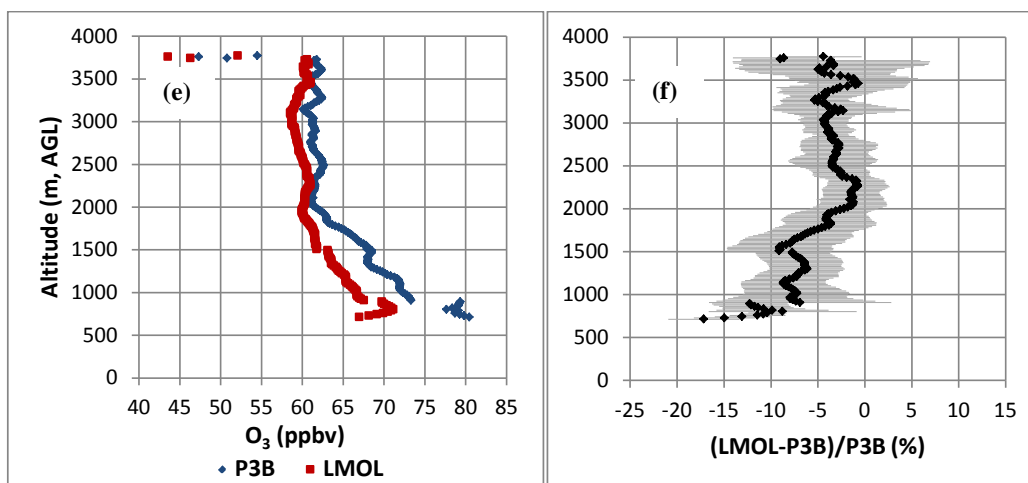 4000
3500
3000
2500
2000
1500
1000
500
0
Altitude (m, AGL)
(e)
40 45 50 55 60 65 70 75 80 85
O₃ (ppbv)
P3B LMOL
4000
3500
3000
2500
2000
1500
1000
500
0
(f)
-25 -20 -15 -10 -5 0 5 10 15
(LMOL-P3B)/P3B (%)